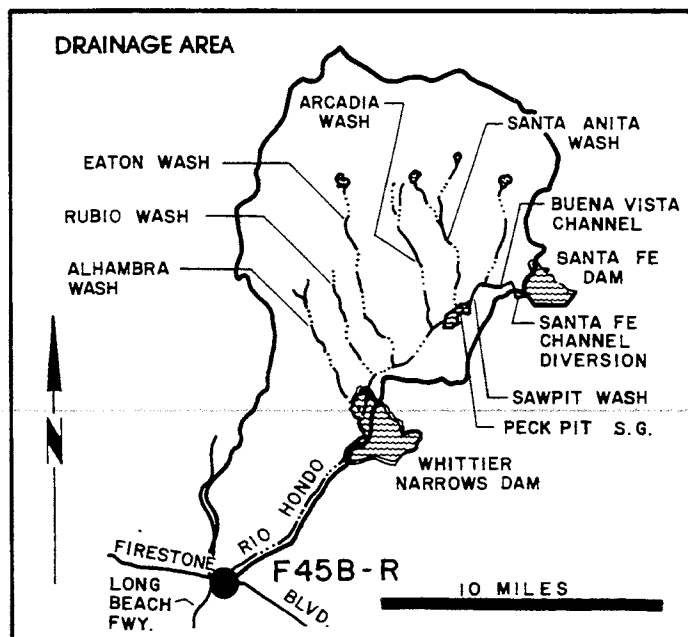 DRAINAGE AREA
ARCADIA
WASH
SANTA ANITA
WASH
EATON WASH
RUBIO WASH
ALHAMBRA
WASH
BUENA VISTA
CHANNEL
SANTA FE
DAM
SANTA FE
CHANNEL
DIVERSION
SAWPIT WASH
PECK PIT S.G.
WHITTIER
NARROWS DAM
N
RIO HONDO
FIRESTONE
BLVD.
F45B-R
LONG
BEACH
FWY.
10 MILES